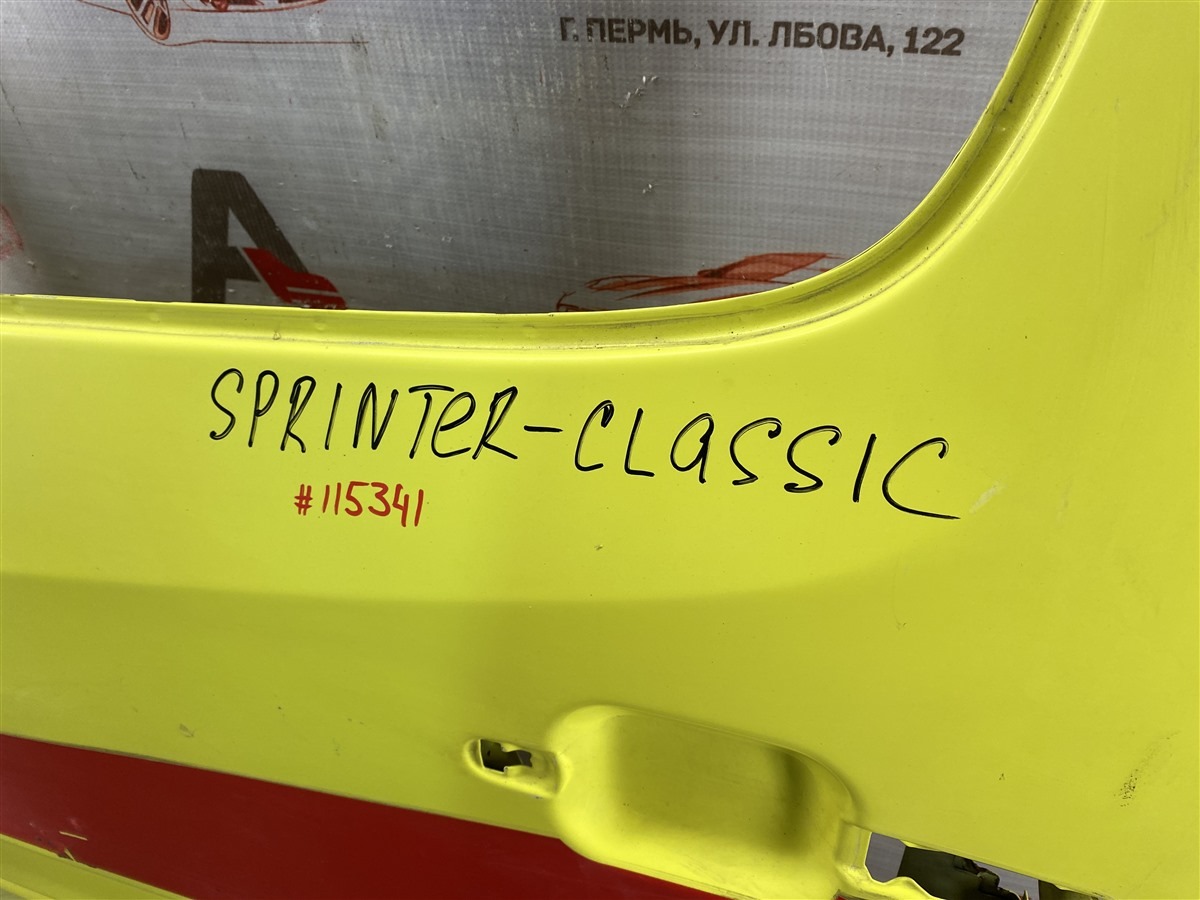 Г. ПЕРМЬ, УЛ. ЛБОВА, 122
SPRINTER-CLASSIC
#115341